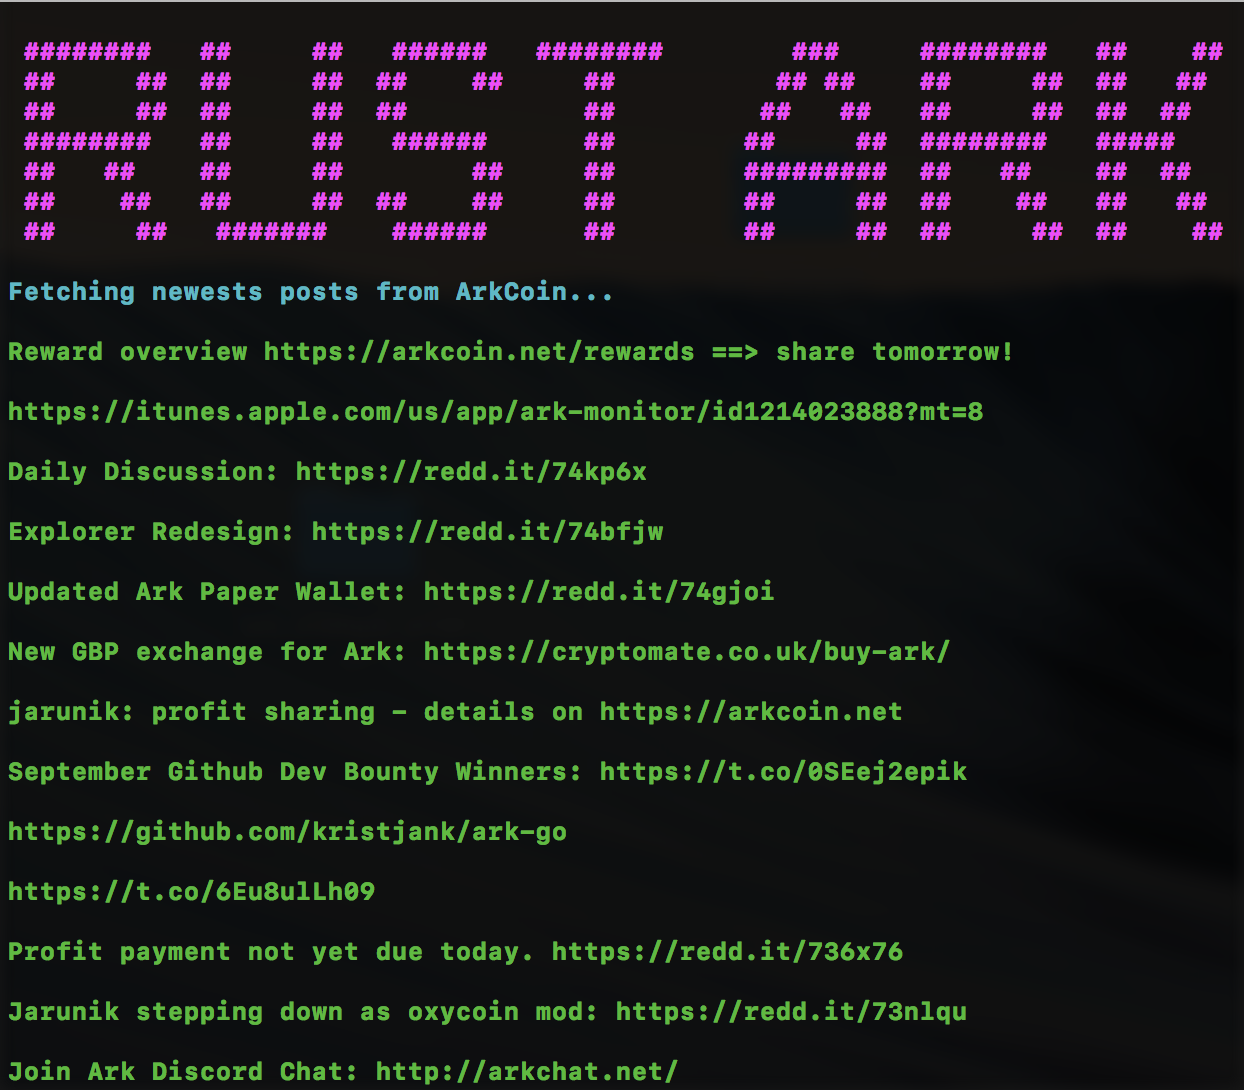 RUST ARK
Fetching newests posts from ArkCoin...
Reward overview https://arkcoin.net/rewards ==> share tomorrow!
https://itunes.apple.com/us/app/ark-monitor/id1214023888?mt=8
Daily Discussion: https://redd.it/74kp6x
Explorer Redesign: https://redd.it/74bfjw
Updated Ark Paper Wallet: https://redd.it/74gjoi
New GBP exchange for Ark: https://cryptomate.co.uk/buy-ark/
jarunik: profit sharing - details on https://arkcoin.net
September Github Dev Bounty Winners: https://t.co/0SEej2epik
https://github.com/kristjank/ark-go
https://t.co/6Eu8ulLh09
Profit payment not yet due today. https://redd.it/736x76
Jarunik stepping down as oxycoin mod: https://redd.it/73nlqu
Join Ark Discord Chat: http://arkchat.net/